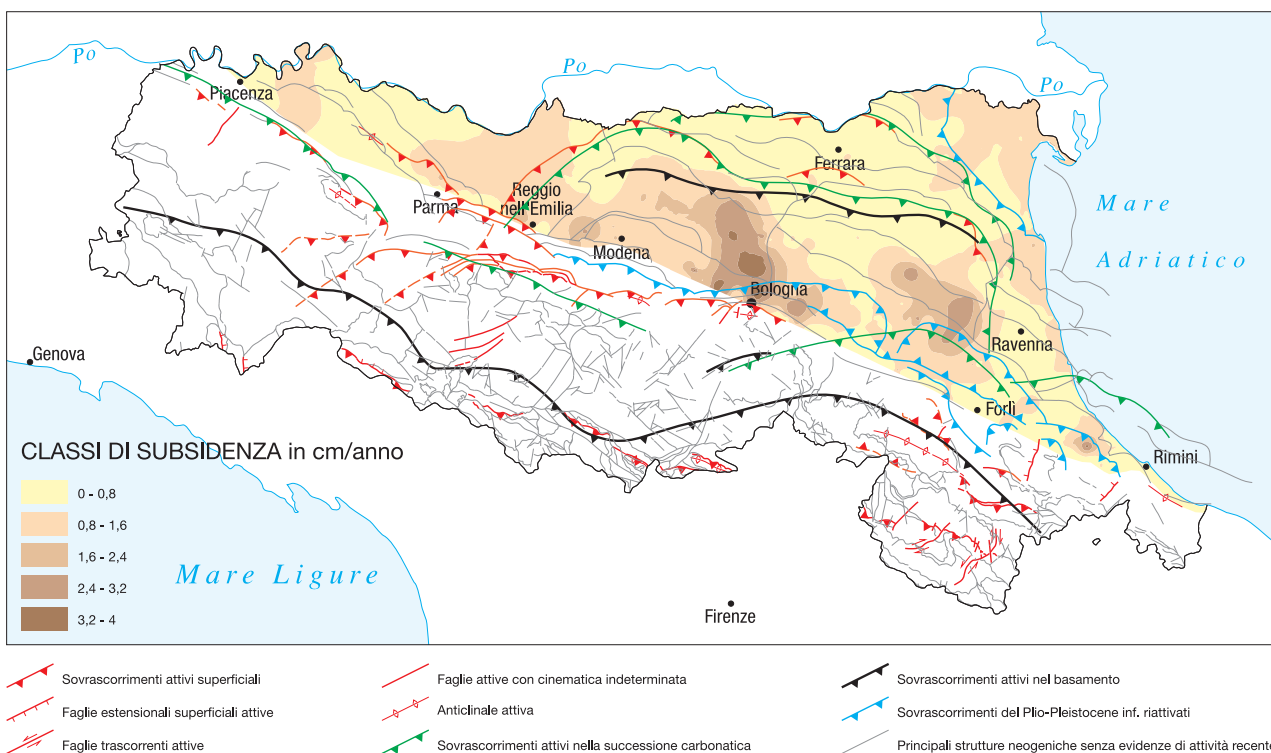 Po
Po
Po
Piacenza
Ferrara
Parma
Reggio
nell'Emilia
Modena
Bologna
Mare
Adriatico
Ravenna
Genova
Forlì
Rimini
CLASSI DI SUBSIDENZA in cm/anno
0 - 0,8
0,8 - 1,6
1,6 - 2,4
2,4 - 3,2
3,2 - 4
Mare Ligure
Firenze
Sovrascorrimenti attivi superficiali
Faglie estensionali superficiali attive
Faglie trascorrenti attive
Faglie attive con cinematica indeterminata
Anticlinale attiva
Sovrascorrimenti attivi nella successione carbonatica
Sovrascorrimenti attivi nel basamento
Sovrascorrimenti del Plio-Pleistocene inf. riattivati
Principali strutture neogeniche senza evidenze di attività recente